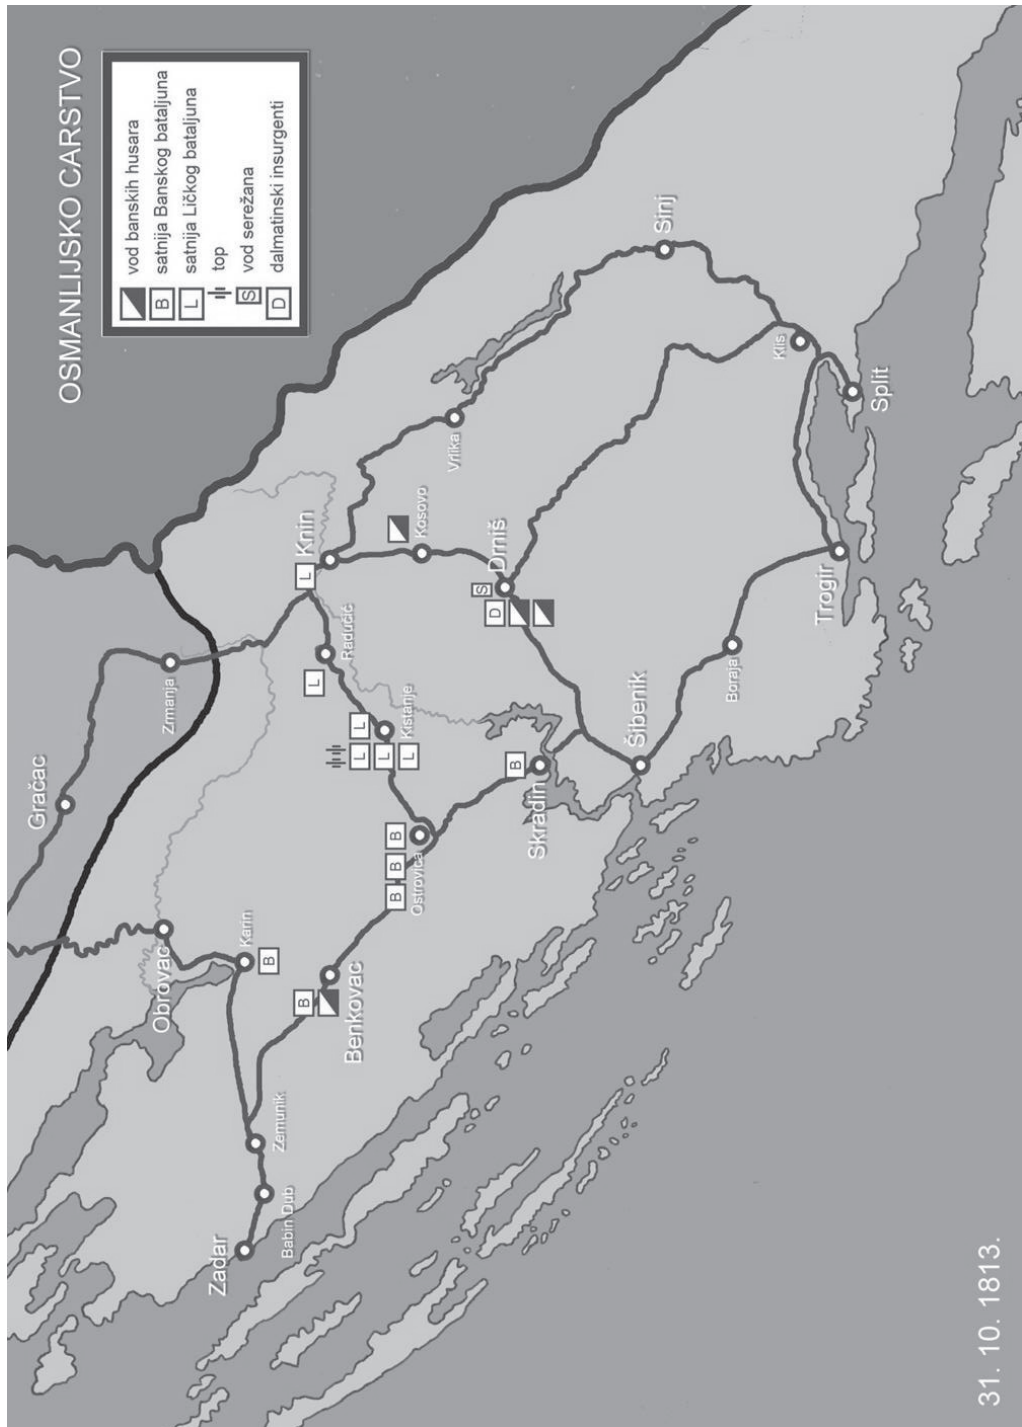 OSMANLIJSKO CARSTVO
vod banskih husara
B satnija Banskog bataljuna
L satnija Ličkog bataljuna
top
S vod serežana
D dalmatinski insurgenti
Gračac
Zrmanja
Obrovac
Karin
B
Knin
L
Radučić
L
Kistanje
L
L
L
L
Kosovo
Vrlika
Sinj
Drniš
S
D
Benkovac
B
Ostrovica
B
B
B
Skradin
B
Šibenik
Boraja
Trogir
Klis
Split
Zemunik
Babin Dub
Zadar
31. 10. 1813.